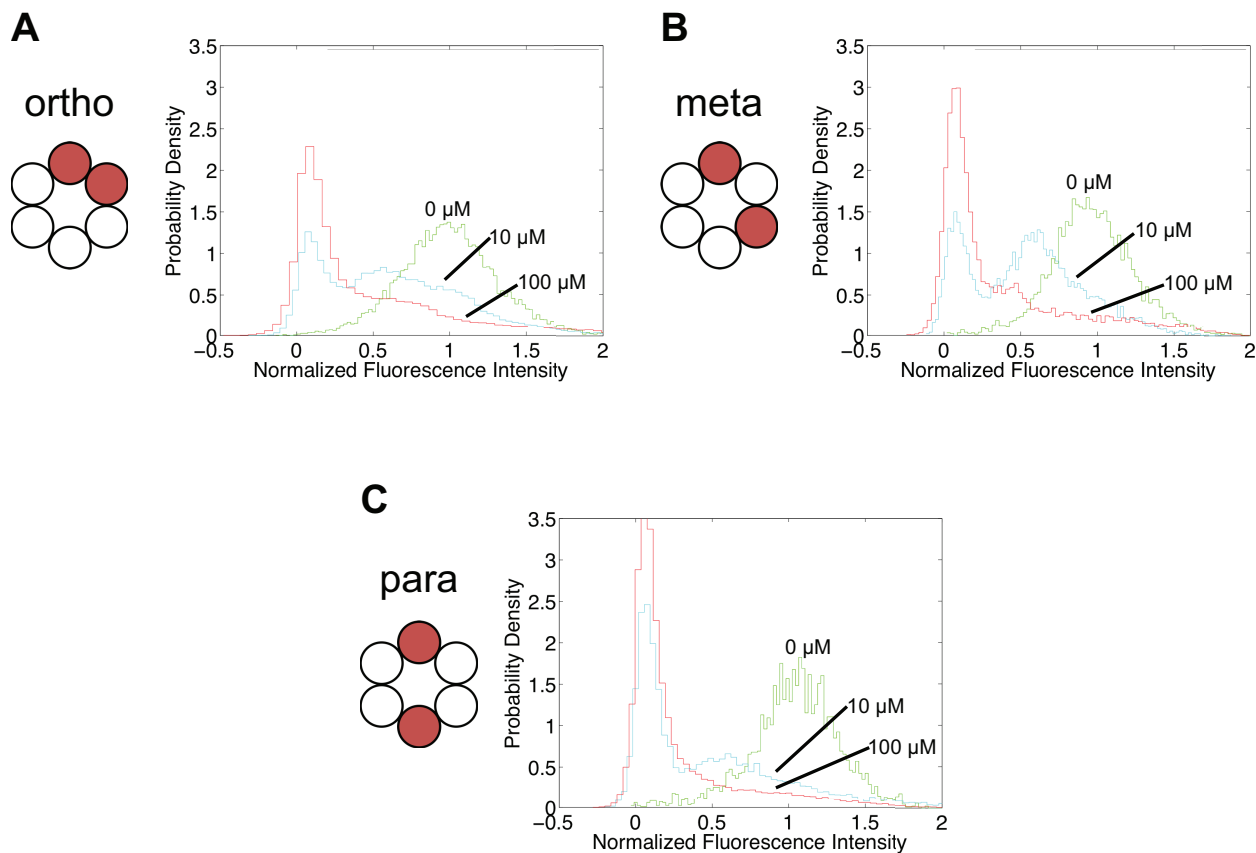 A
ortho
3.5
3
2.5
2
1.5
1
0.5
0
Probability Density
0 µM
10 µM
100 µM
−0.5 0 0.5 1 1.5 2
Normalized Fluorescence Intensity
B
meta
3.5
3
2.5
2
1.5
1
0.5
0
Probability Density
0 µM
10 µM
100 µM
−0.5 0 0.5 1 1.5 2
Normalized Fluorescence Intensity
C
para
3.5
3
2.5
2
1.5
1
0.5
0
Probability Density
0 µM
10 µM
100 µM
−0.5 0 0.5 1 1.5 2
Normalized Fluorescence Intensity